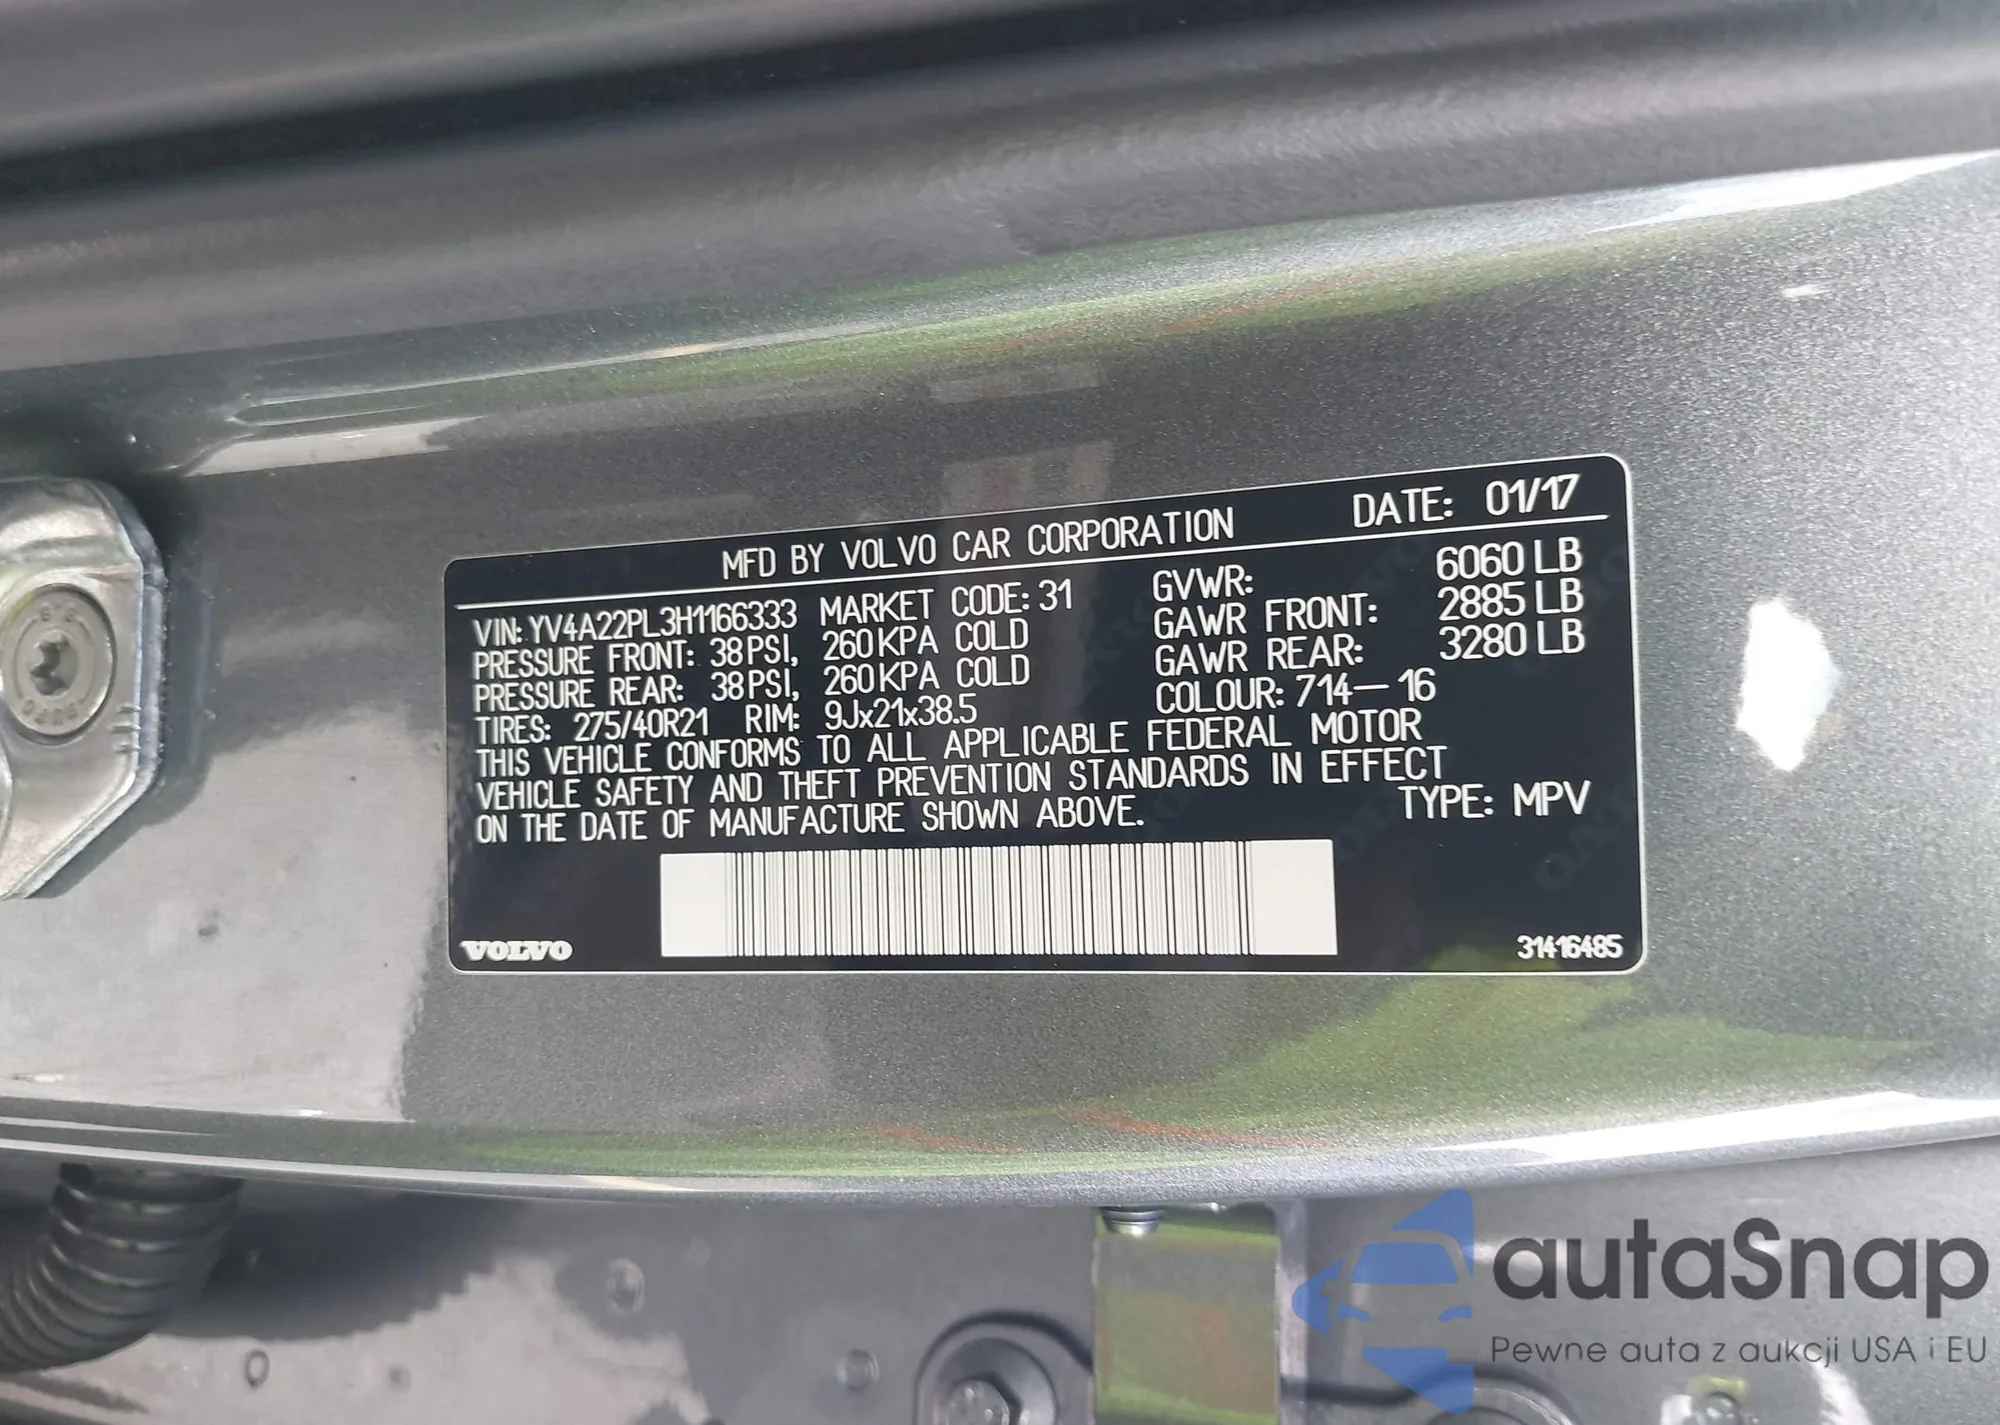 MFD BY VOLVO CAR CORPORATION DATE: 01/17
VIN: YV4A22PL3H1166333 MARKET CODE: 31 GVWR: 6060 LB
PRESSURE FRONT: 38 PSI, 260 KPA COLD GAWR FRONT: 2885 LB
PRESSURE REAR: 38 PSI, 260 KPA COLD GAWR REAR: 3280 LB
TIRES: 275/40R21 RIM: 9Jx21x38.5 COLOUR: 714—16
THIS VEHICLE CONFORMS TO ALL APPLICABLE FEDERAL MOTOR
VEHICLE SAFETY AND THEFT PREVENTION STANDARDS IN EFFECT
ON THE DATE OF MANUFACTURE SHOWN ABOVE. TYPE: MPV
VOLVO 31416485
autaSnap
Pewne auta z aukcji USA i EU